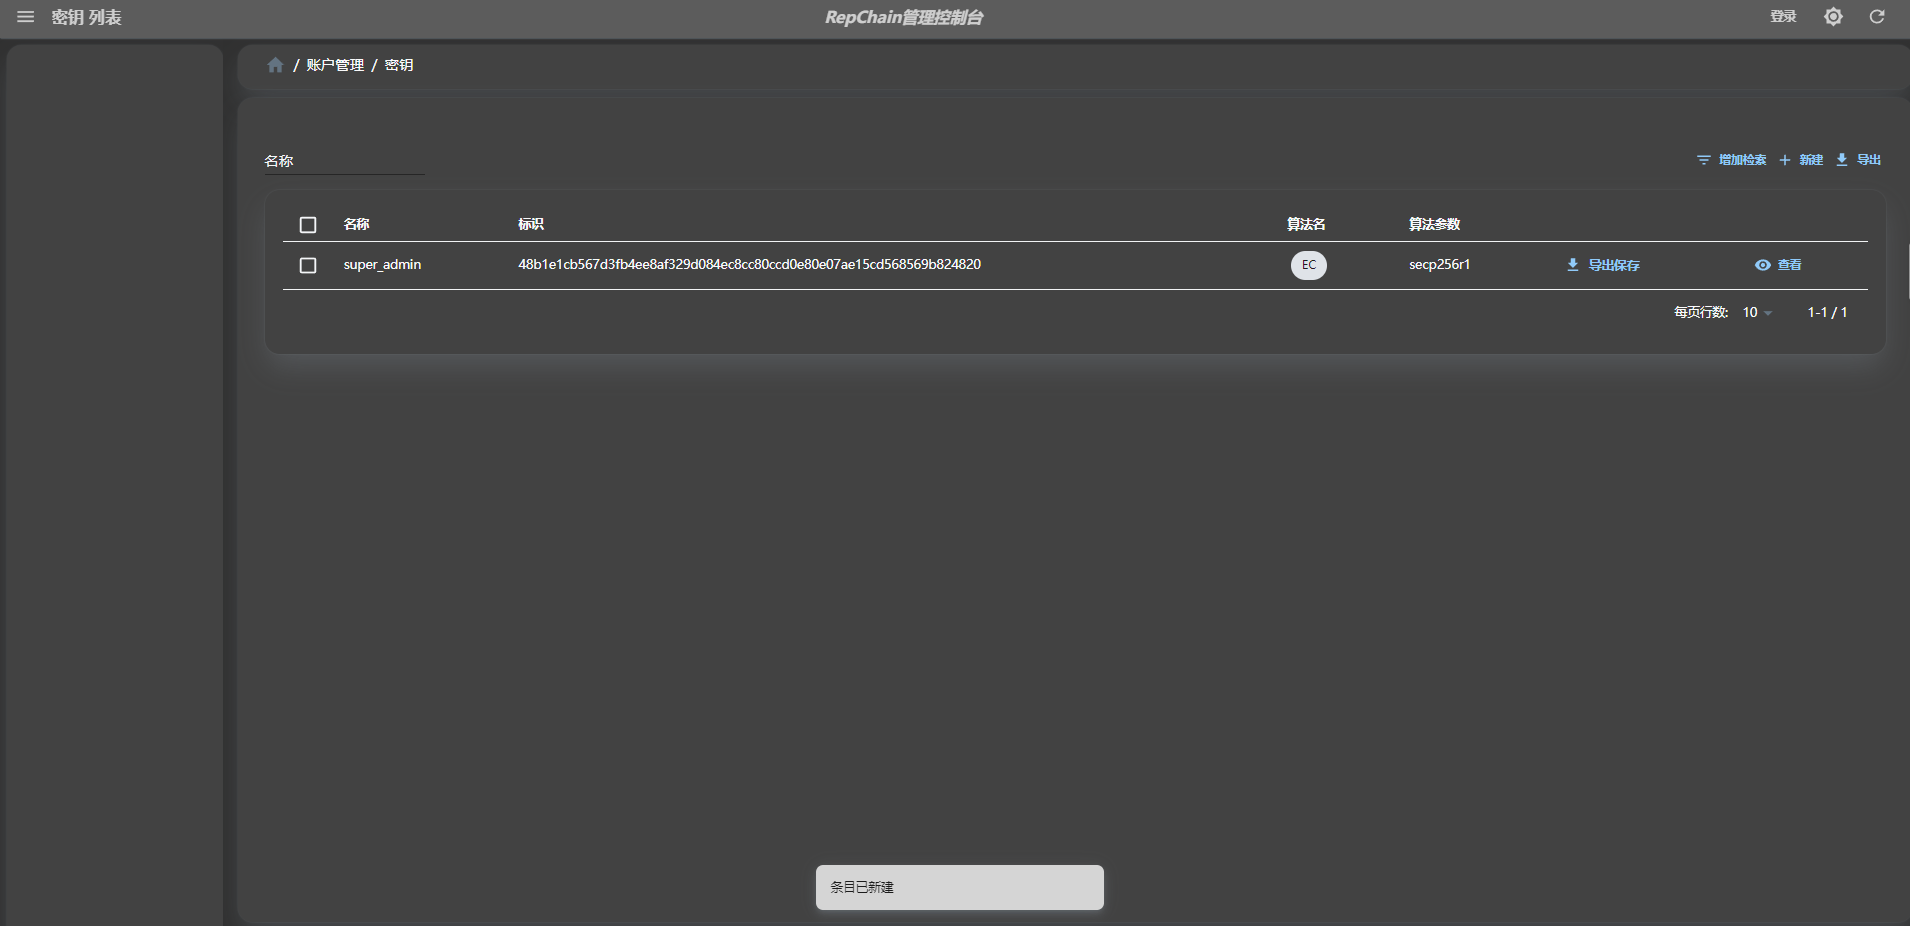 密钥 列表 RepChain管理控制台 登录
/ 账户管理 / 密钥
名称 增加检索 新建 导出
名称 标识 算法名 算法参数
super_admin 48b1e1cb567d3fb4ee8af329d084ec8cc80ccd0e80e07ae15cd568569b824820 EC secp256r1 导出保存 查看
每页行数: 10 1-1 / 1
条目已新建